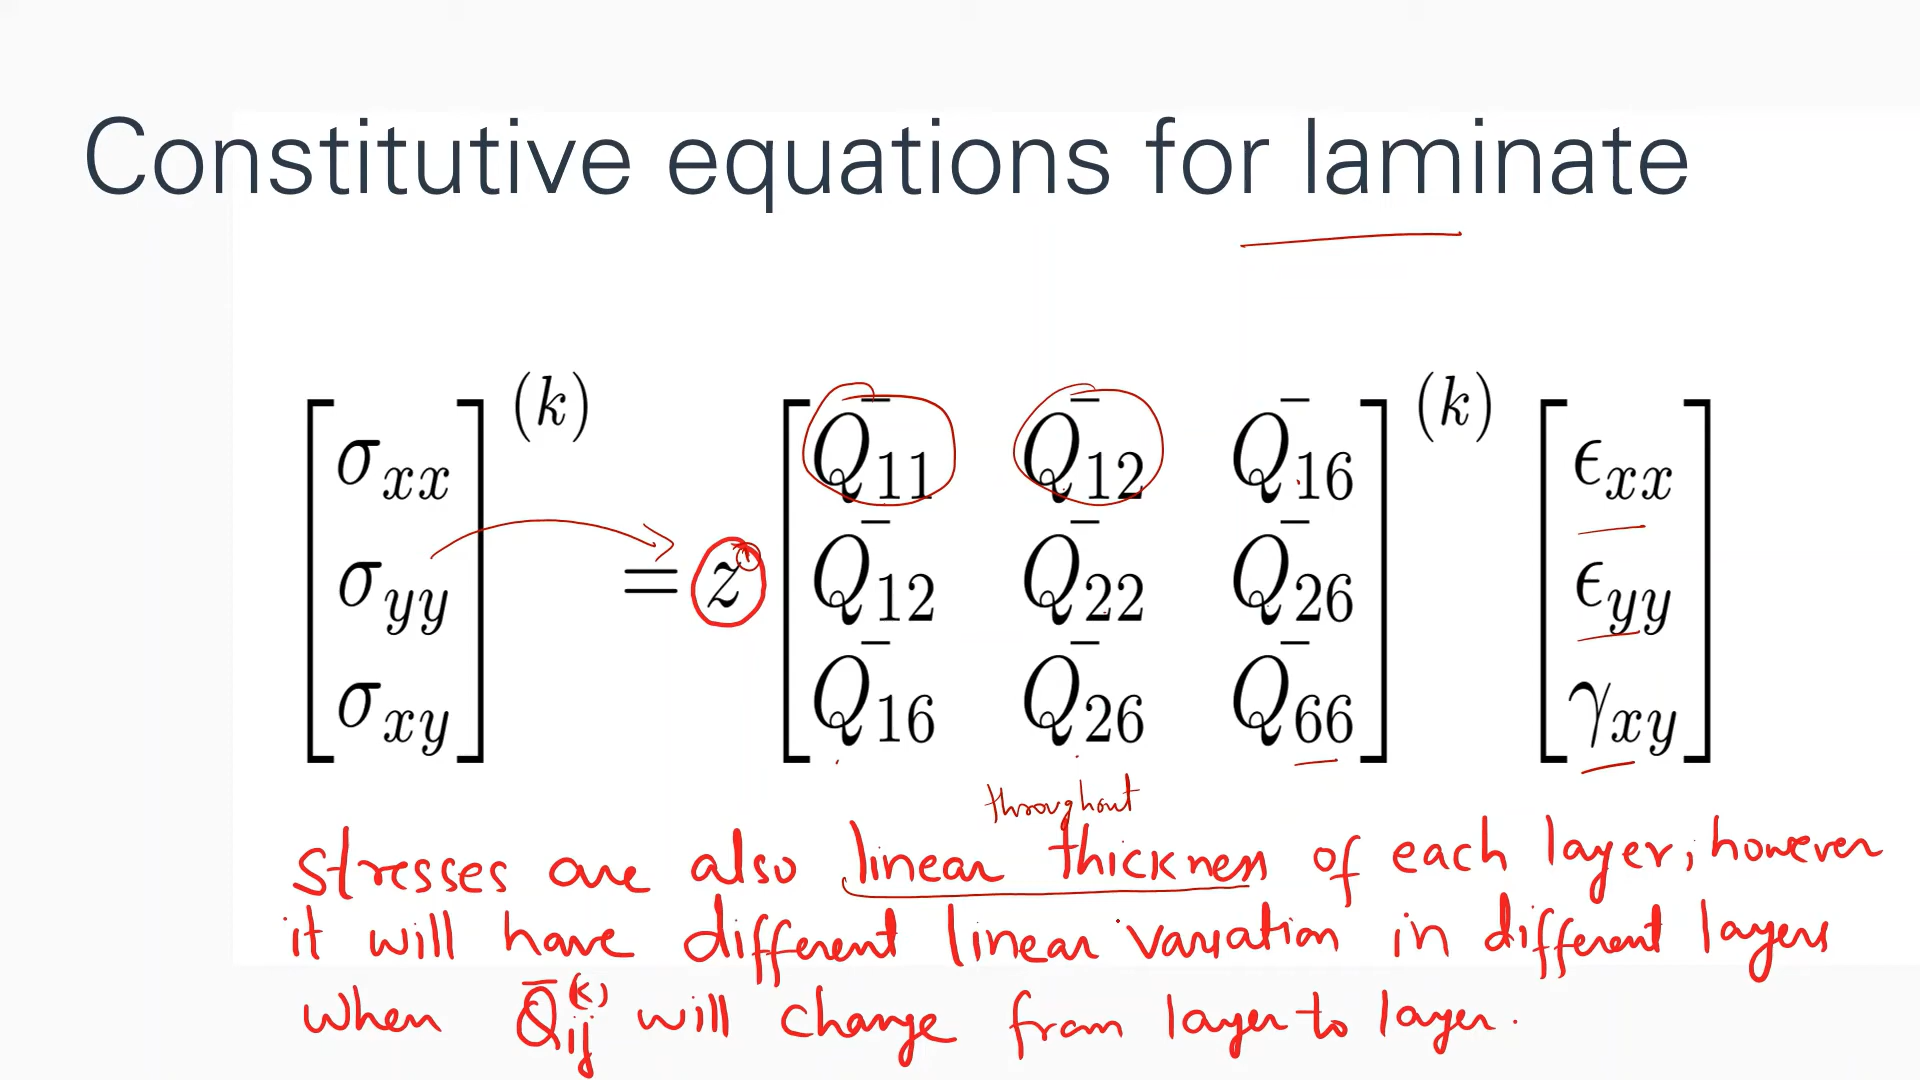 Constitutive equations for laminate
[σxx σyy σxy]^(k) = z [Q̄11 Q̄12 Q̄16; Q̄12 Q̄22 Q̄26; Q̄16 Q̄26 Q̄66]^(k) [ϵxx ϵyy γxy]
throughout
stresses are also linear thickness of each layer, however
it will have different linear variation in different layers
when Q̄ij^(k) will change from layer to layer.